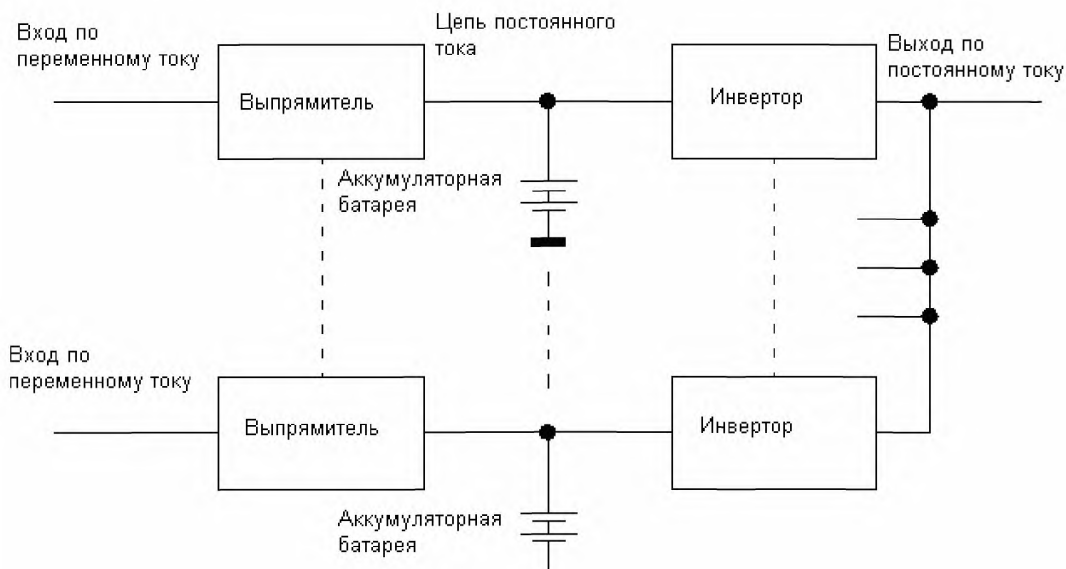 Вход по
переменному току
Цепь постоянного
тока
Выход по
постоянному току
Выпрямитель
Инвертор
Аккумуляторная
батарея
Вход по
переменному току
Выпрямитель
Инвертор
Аккумуляторная
батарея